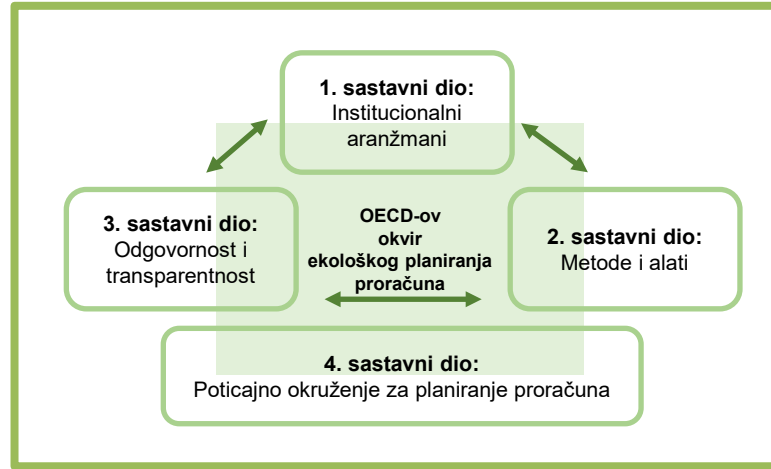 1. sastavni dio:
Institucionalni
aranžmani
3. sastavni dio:
Odgovornost i
transparentnost
OECD-ov
okvir
ekološkog planiranja
proračuna
2. sastavni dio:
Metode i alati
4. sastavni dio:
Poticajno okruženje za planiranje proračuna